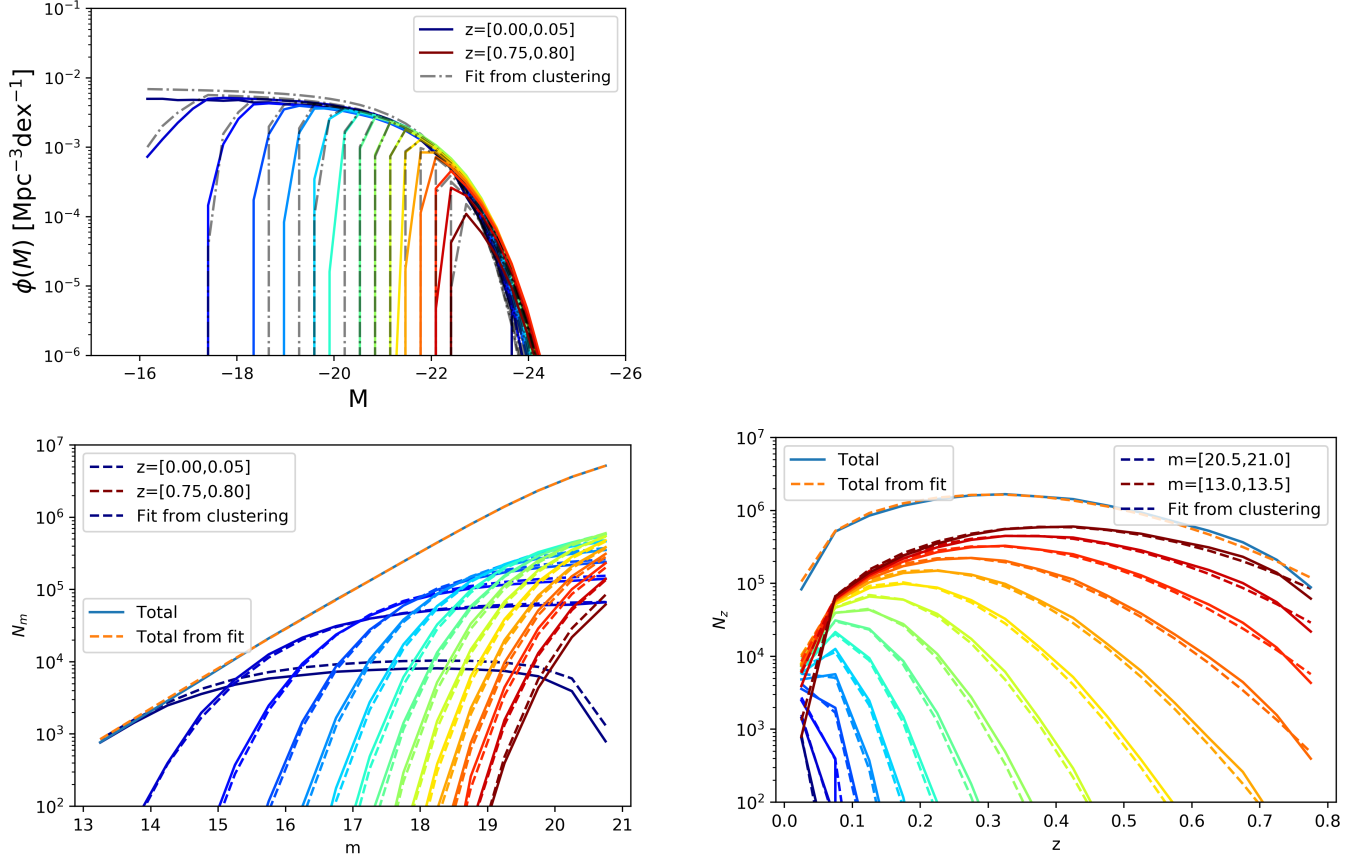 10^−1
10^−2
10^−3
10^−4
10^−5
10^−6
ϕ(M) [Mpc^−3dex^−1]
z=[0.00,0.05]
z=[0.75,0.80]
Fit from clustering
−16 −18 −20 −22 −24 −26
M
10^7
10^6
10^5
10^4
10^3
10^2
N_m
z=[0.00,0.05]
z=[0.75,0.80]
Fit from clustering
Total
Total from fit
13 14 15 16 17 18 19 20 21
m
10^7
10^6
10^5
10^4
10^3
10^2
N_z
Total
Total from fit
m=[20.5,21.0]
m=[13.0,13.5]
Fit from clustering
0.0 0.1 0.2 0.3 0.4 0.5 0.6 0.7 0.8
z